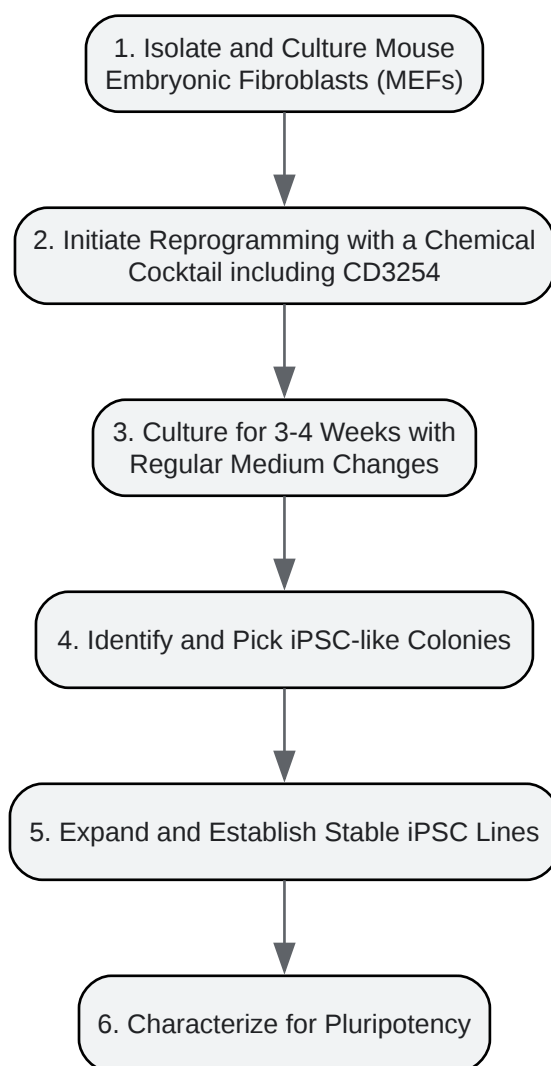 1. Isolate and Culture Mouse
Embryonic Fibroblasts (MEFs)
2. Initiate Reprogramming with a Chemical
Cocktail including CD3254
3. Culture for 3-4 Weeks with
Regular Medium Changes
4. Identify and Pick iPSC-like Colonies
5. Expand and Establish Stable iPSC Lines
6. Characterize for Pluripotency